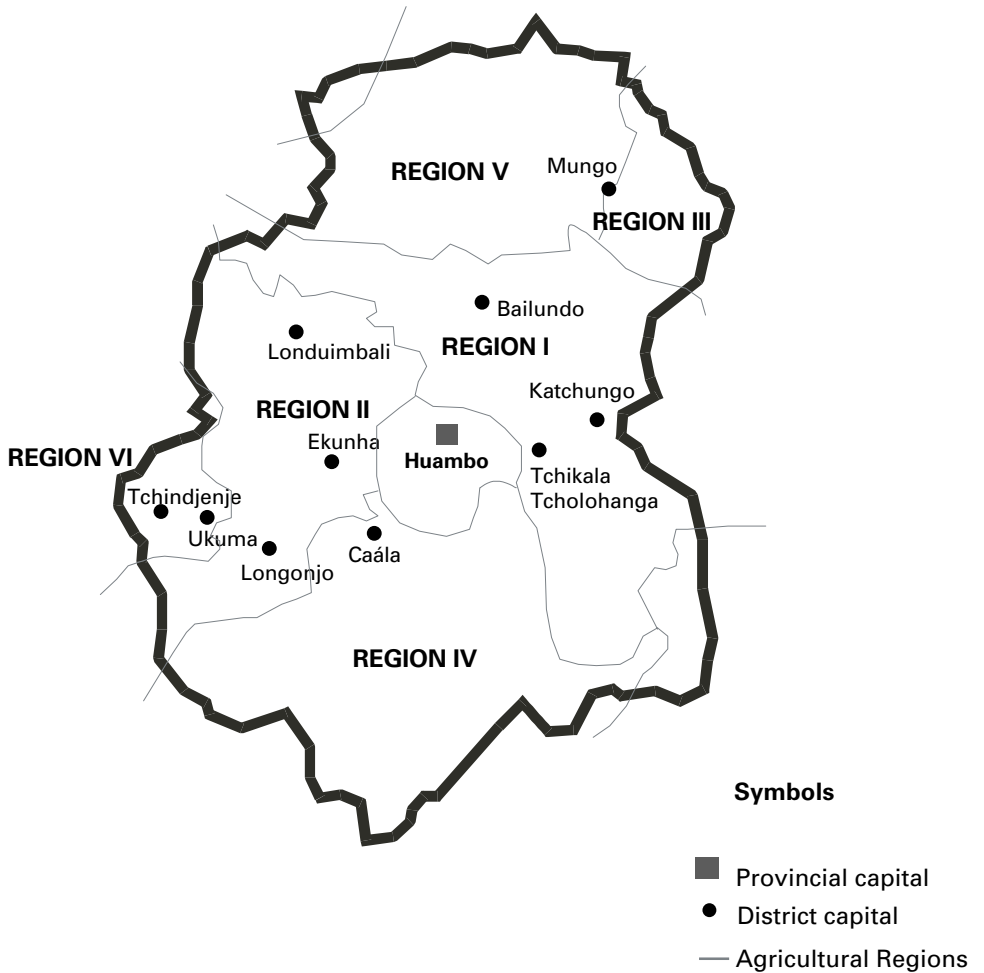 REGION V
Mungo
REGION III
Bailundo
Londuimbali
REGION I
Katchungo
REGION II
Ekunha
Huambo
REGION VI
Tchikala
Tcholohanga
Tchindjenje
Ukuma
Caála
Longonjo
REGION IV
Symbols
Provincial capital
District capital
Agricultural Regions